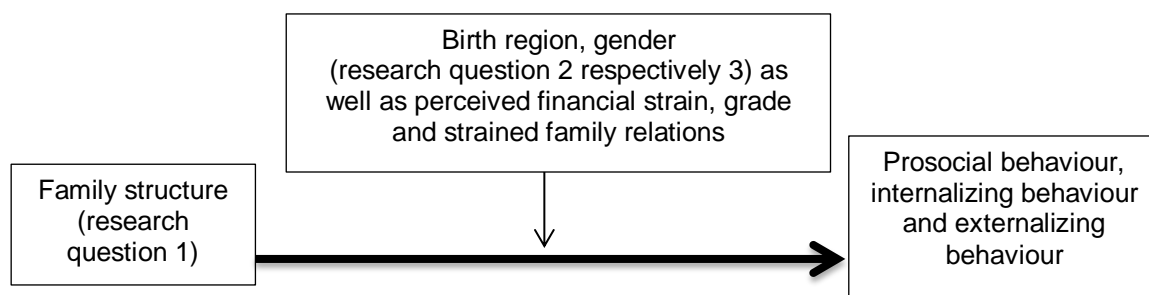 Birth region, gender
(research question 2 respectively 3) as
well as perceived financial strain, grade
and strained family relations
Family structure
(research
question 1)
Prosocial behaviour,
internalizing behaviour
and externalizing
behaviour